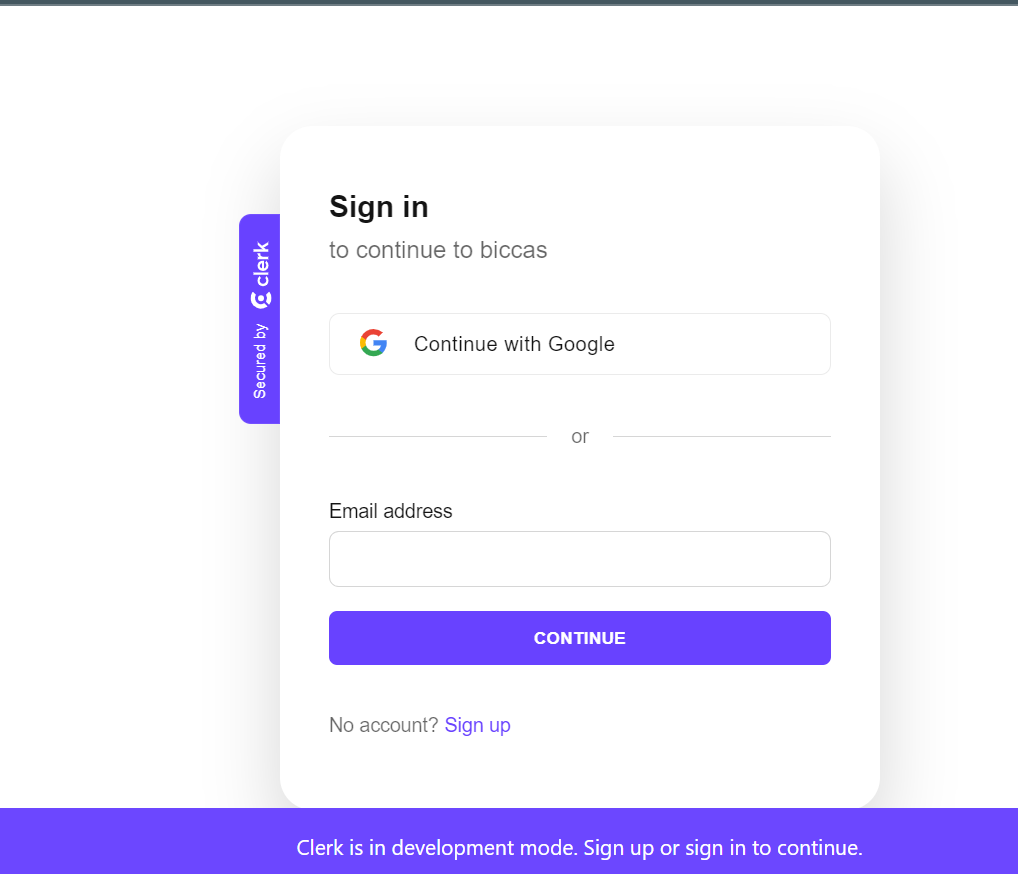 Sign in
to continue to biccas
Secured by clerk
Continue with Google
or
Email address
CONTINUE
No account? Sign up
Clerk is in development mode. Sign up or sign in to continue.